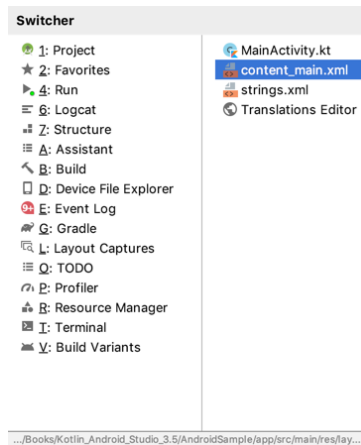 Switcher
1: Project
2: Favorites
4: Run
6: Logcat
7: Structure
A: Assistant
B: Build
D: Device File Explorer
9+ E: Event Log
G: Gradle
L: Layout Captures
O: TODO
P: Profiler
R: Resource Manager
T: Terminal
V: Build Variants
MainActivity.kt
content_main.xml
strings.xml
Translations Editor
.../Books/Kotlin_Android_Studio_3.5/AndroidSample/app/src/main/res/lay...